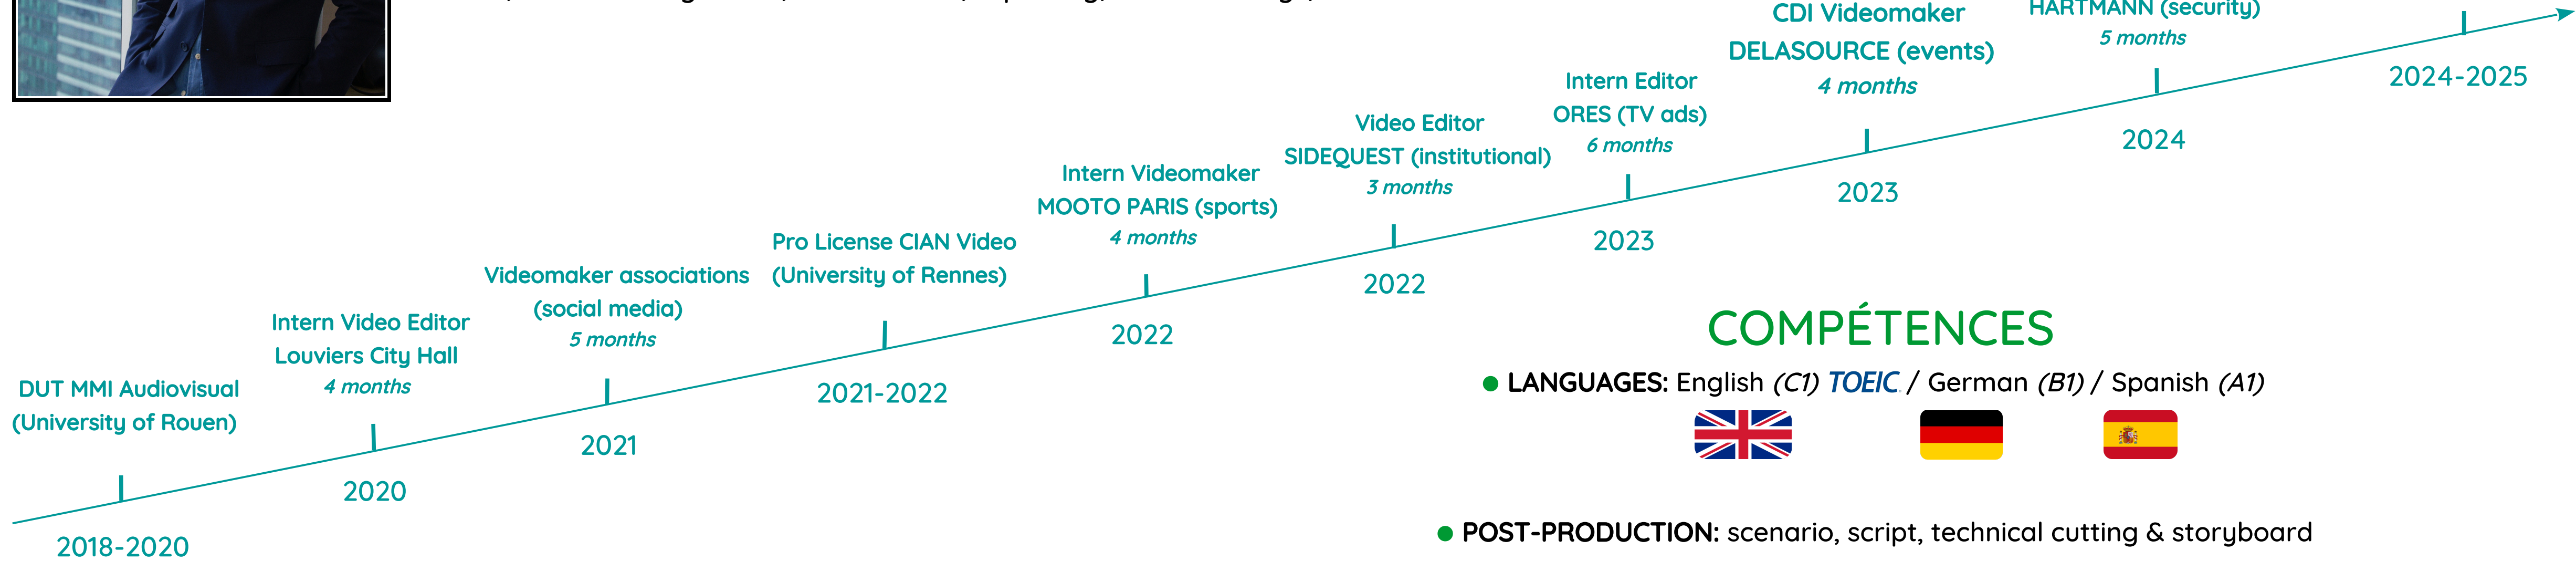 CDI Videomaker
DELASOURCE (events)
4 months
HARTMANN (security)
5 months
2024-2025
2024
Intern Editor
ORES (TV ads)
6 months
2023
Video Editor
SIDEQUEST (institutional)
3 months
2023
Intern Videomaker
MOOTO PARIS (sports)
4 months
2022
Pro License CIAN Video
(University of Rennes)
2022
Videomaker associations
(social media)
5 months
2021-2022
Intern Video Editor
Louviers City Hall
4 months
2021
DUT MMI Audiovisual
(University of Rouen)
2020
2018-2020
COMPÉTENCES
LANGUAGES: English (C1) TOEIC / German (B1) / Spanish (A1)
POST-PRODUCTION: scenario, script, technical cutting & storyboard